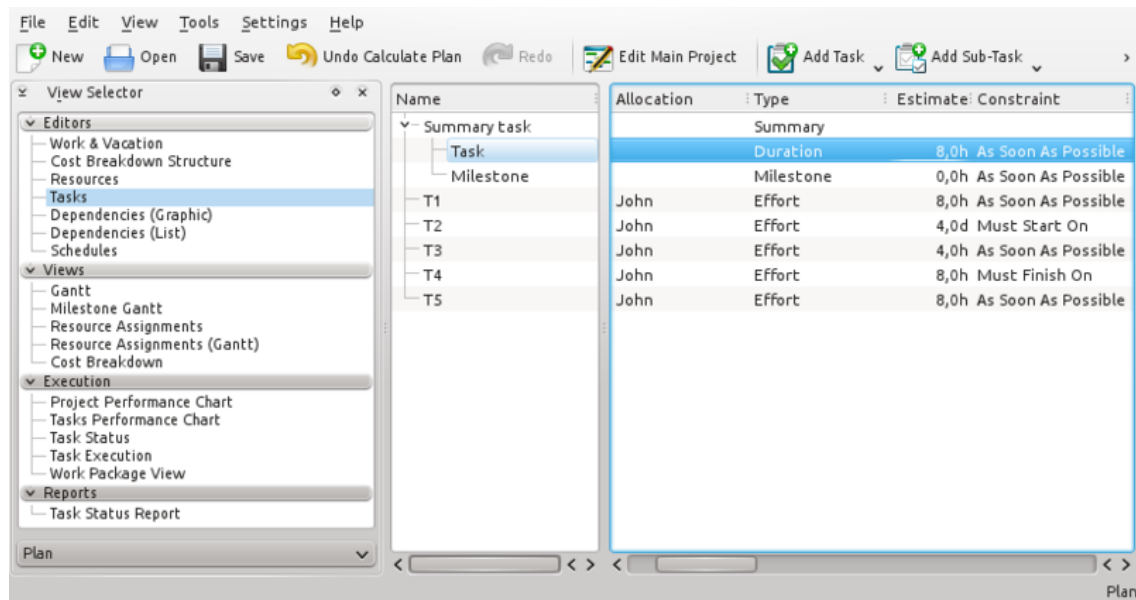 File Edit View Tools Settings Help
New Open Save Undo Calculate Plan Redo Edit Main Project Add Task Add Sub-Task
View Selector
Editors
Work & Vacation
Cost Breakdown Structure
Resources
Tasks
Dependencies (Graphic)
Dependencies (List)
Schedules
Views
Gantt
Milestone Gantt
Resource Assignments
Resource Assignments (Gantt)
Cost Breakdown
Execution
Project Performance Chart
Tasks Performance Chart
Task Status
Task Execution
Work Package View
Reports
Task Status Report
Plan
Name Allocation Type Estimate Constraint
Summary task Summary
Task Duration 8,0h As Soon As Possible
Milestone Milestone 0,0h As Soon As Possible
T1 John Effort 8,0h As Soon As Possible
T2 John Effort 4,0d Must Start On
T3 John Effort 4,0h As Soon As Possible
T4 John Effort 8,0h Must Finish On
T5 John Effort 8,0h As Soon As Possible
Plan